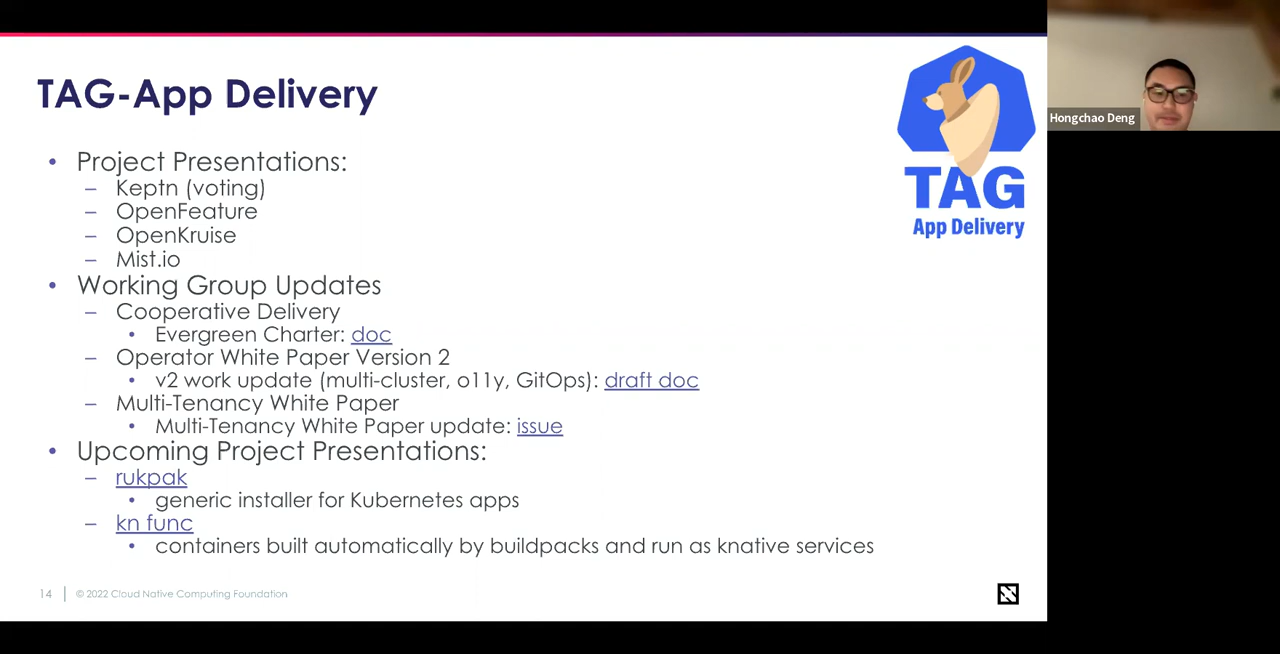 TAG-App Delivery
• Project Presentations:
– Keptn (voting)
– OpenFeature
– OpenKruise
– Mist.io
• Working Group Updates
– Cooperative Delivery
• Evergreen Charter: doc
– Operator White Paper Version 2
• v2 work update (multi-cluster, o11y, GitOps): draft doc
– Multi-Tenancy White Paper
• Multi-Tenancy White Paper update: issue
• Upcoming Project Presentations:
– rukpak
• generic installer for Kubernetes apps
– kn func
• containers built automatically by buildpacks and run as knative services
14 | © 2022 Cloud Native Computing Foundation
TAG
App Delivery
Hongchao Deng